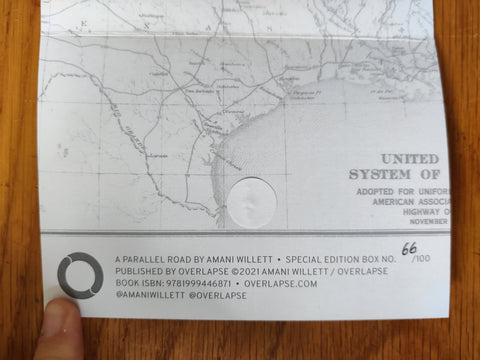 E X A S
UNITED
SYSTEM OF
ADOPTED FOR UNIFOR
AMERICAN ASSOCIA
HIGHWAY O
NOVEMBER
A PARALLEL ROAD BY AMANI WILLETT • SPECIAL EDITION BOX NO. 66 /100
PUBLISHED BY OVERLAPSE ©2021 AMANI WILLETT / OVERLAPSE
BOOK ISBN: 9781999446871 • OVERLAPSE.COM
@AMANIWILLETT @OVERLAPSE